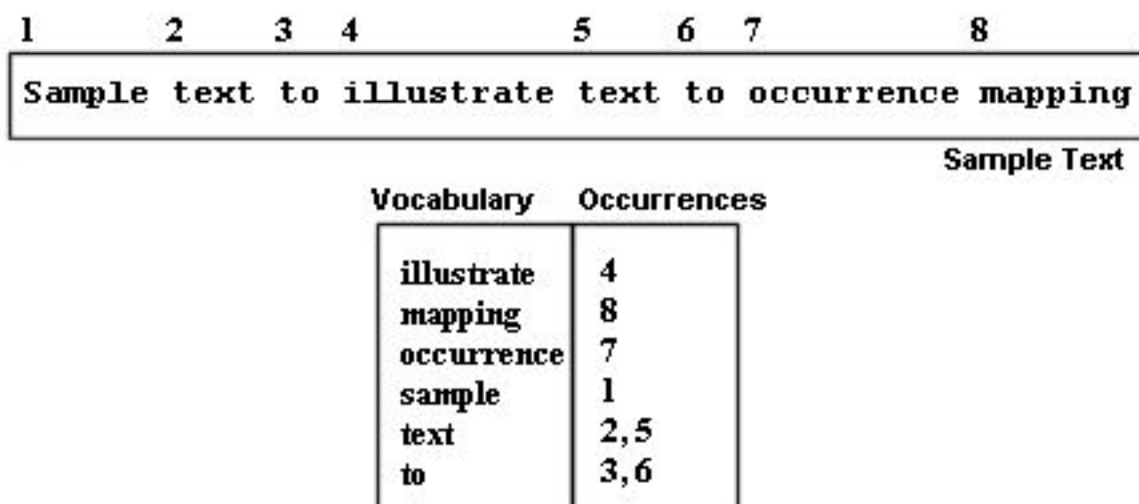 1 2 3 4 5 6 7 8
Sample text to illustrate text to occurrence mapping
Sample Text
Vocabulary Occurrences
illustrate 4
mapping 8
occurrence 7
sample 1
text 2,5
to 3,6